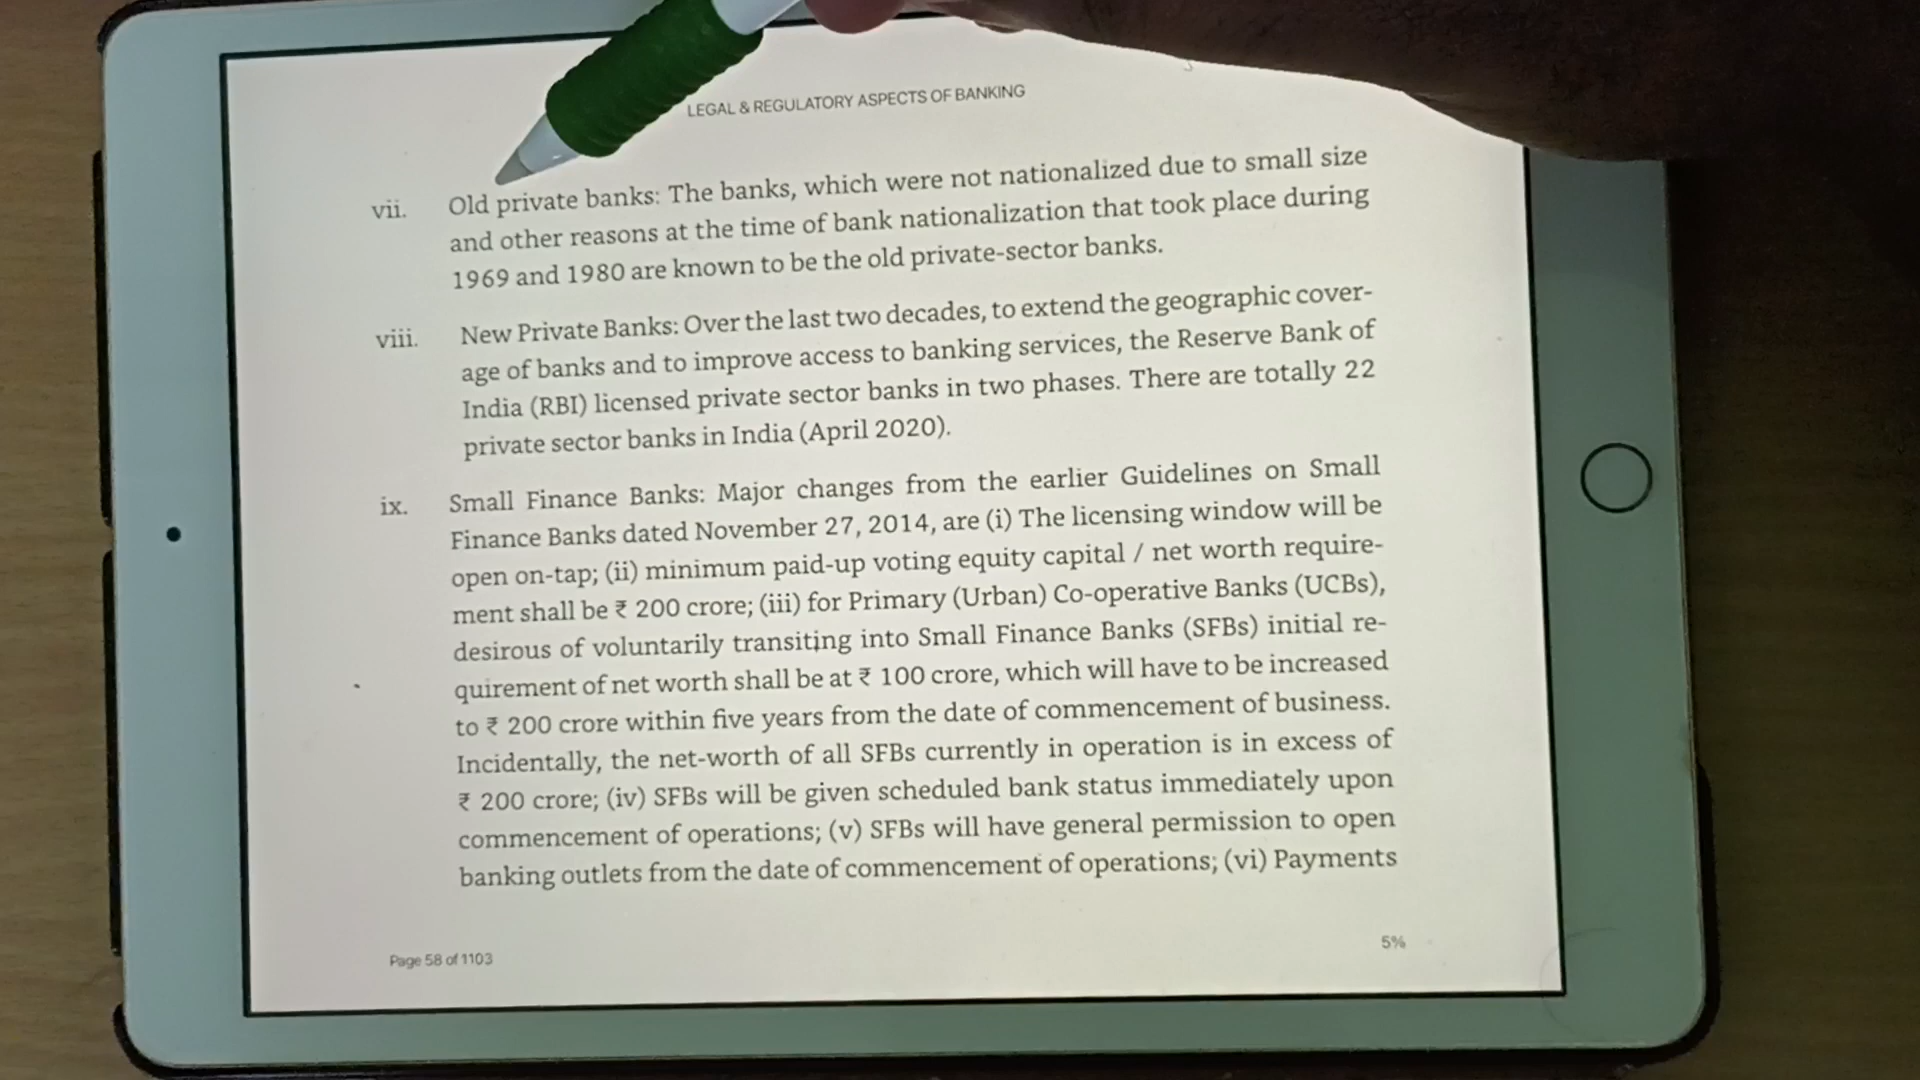 LEGAL & REGULATORY ASPECTS OF BANKING
vii. Old private banks: The banks, which were not nationalized due to small size
and other reasons at the time of bank nationalization that took place during
1969 and 1980 are known to be the old private-sector banks.
viii. New Private Banks: Over the last two decades, to extend the geographic cover-
age of banks and to improve access to banking services, the Reserve Bank of
India (RBI) licensed private sector banks in two phases. There are totally 22
private sector banks in India (April 2020).
ix. Small Finance Banks: Major changes from the earlier Guidelines on Small
Finance Banks dated November 27, 2014, are (i) The licensing window will be
open on-tap; (ii) minimum paid-up voting equity capital / net worth require-
ment shall be ₹ 200 crore; (iii) for Primary (Urban) Co-operative Banks (UCBs),
desirous of voluntarily transiting into Small Finance Banks (SFBs) initial re-
quirement of net worth shall be at ₹ 100 crore, which will have to be increased
to ₹ 200 crore within five years from the date of commencement of business.
Incidentally, the net-worth of all SFBs currently in operation is in excess of
₹ 200 crore; (iv) SFBs will be given scheduled bank status immediately upon
commencement of operations; (v) SFBs will have general permission to open
banking outlets from the date of commencement of operations; (vi) Payments
Page 58 of 1103
5%